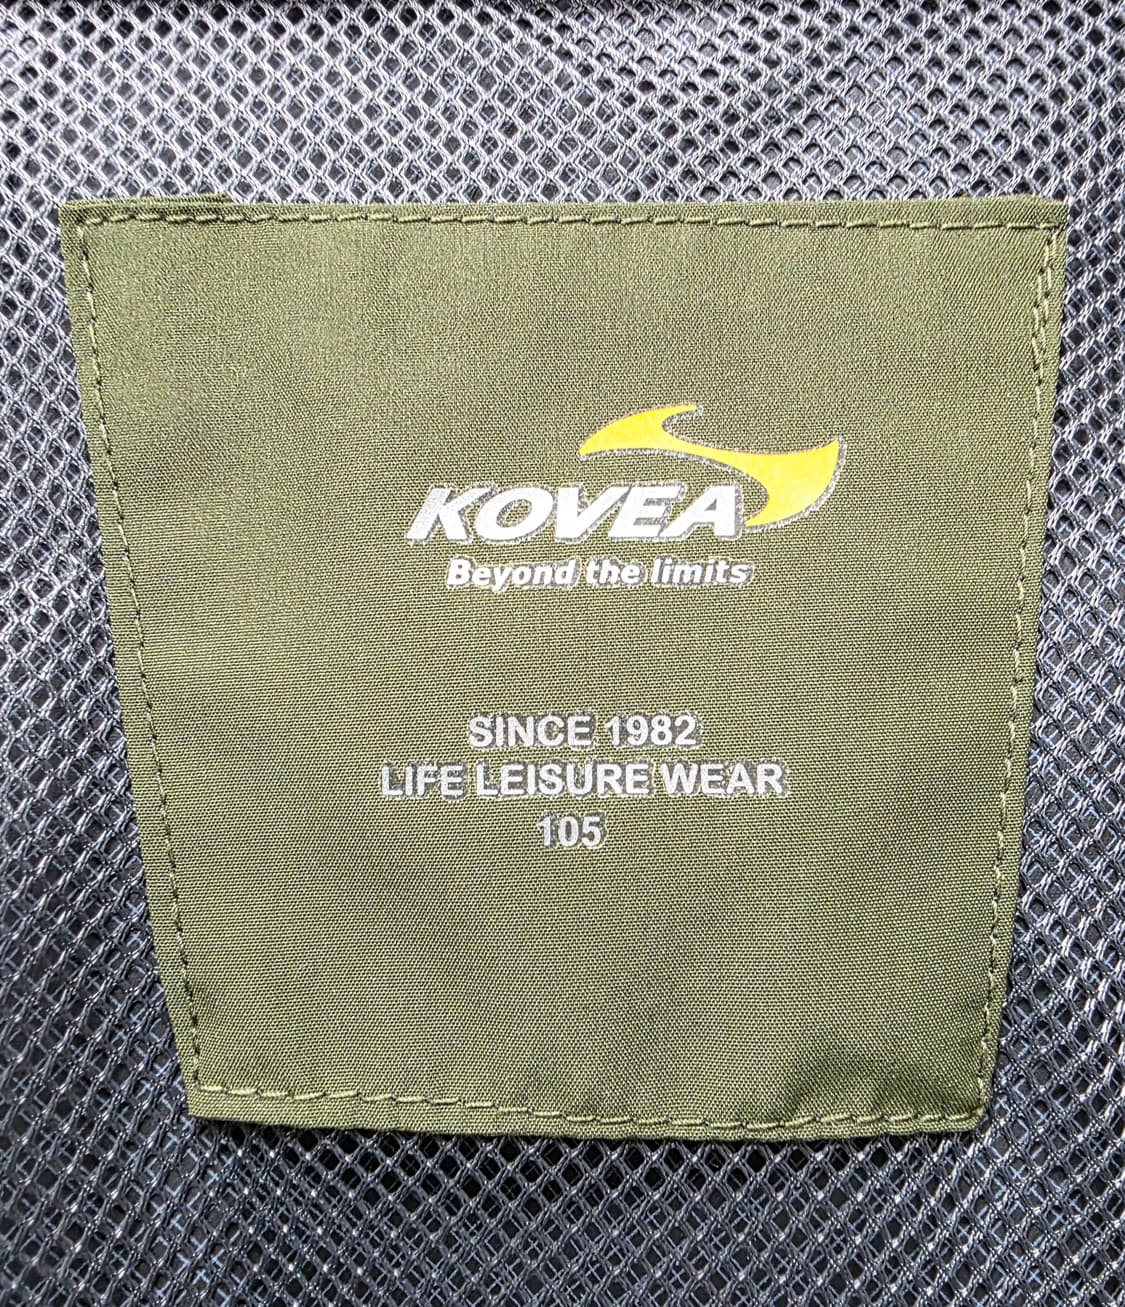 KOVEA
Beyond the limits
SINCE 1982
LIFE LEISURE WEAR
105